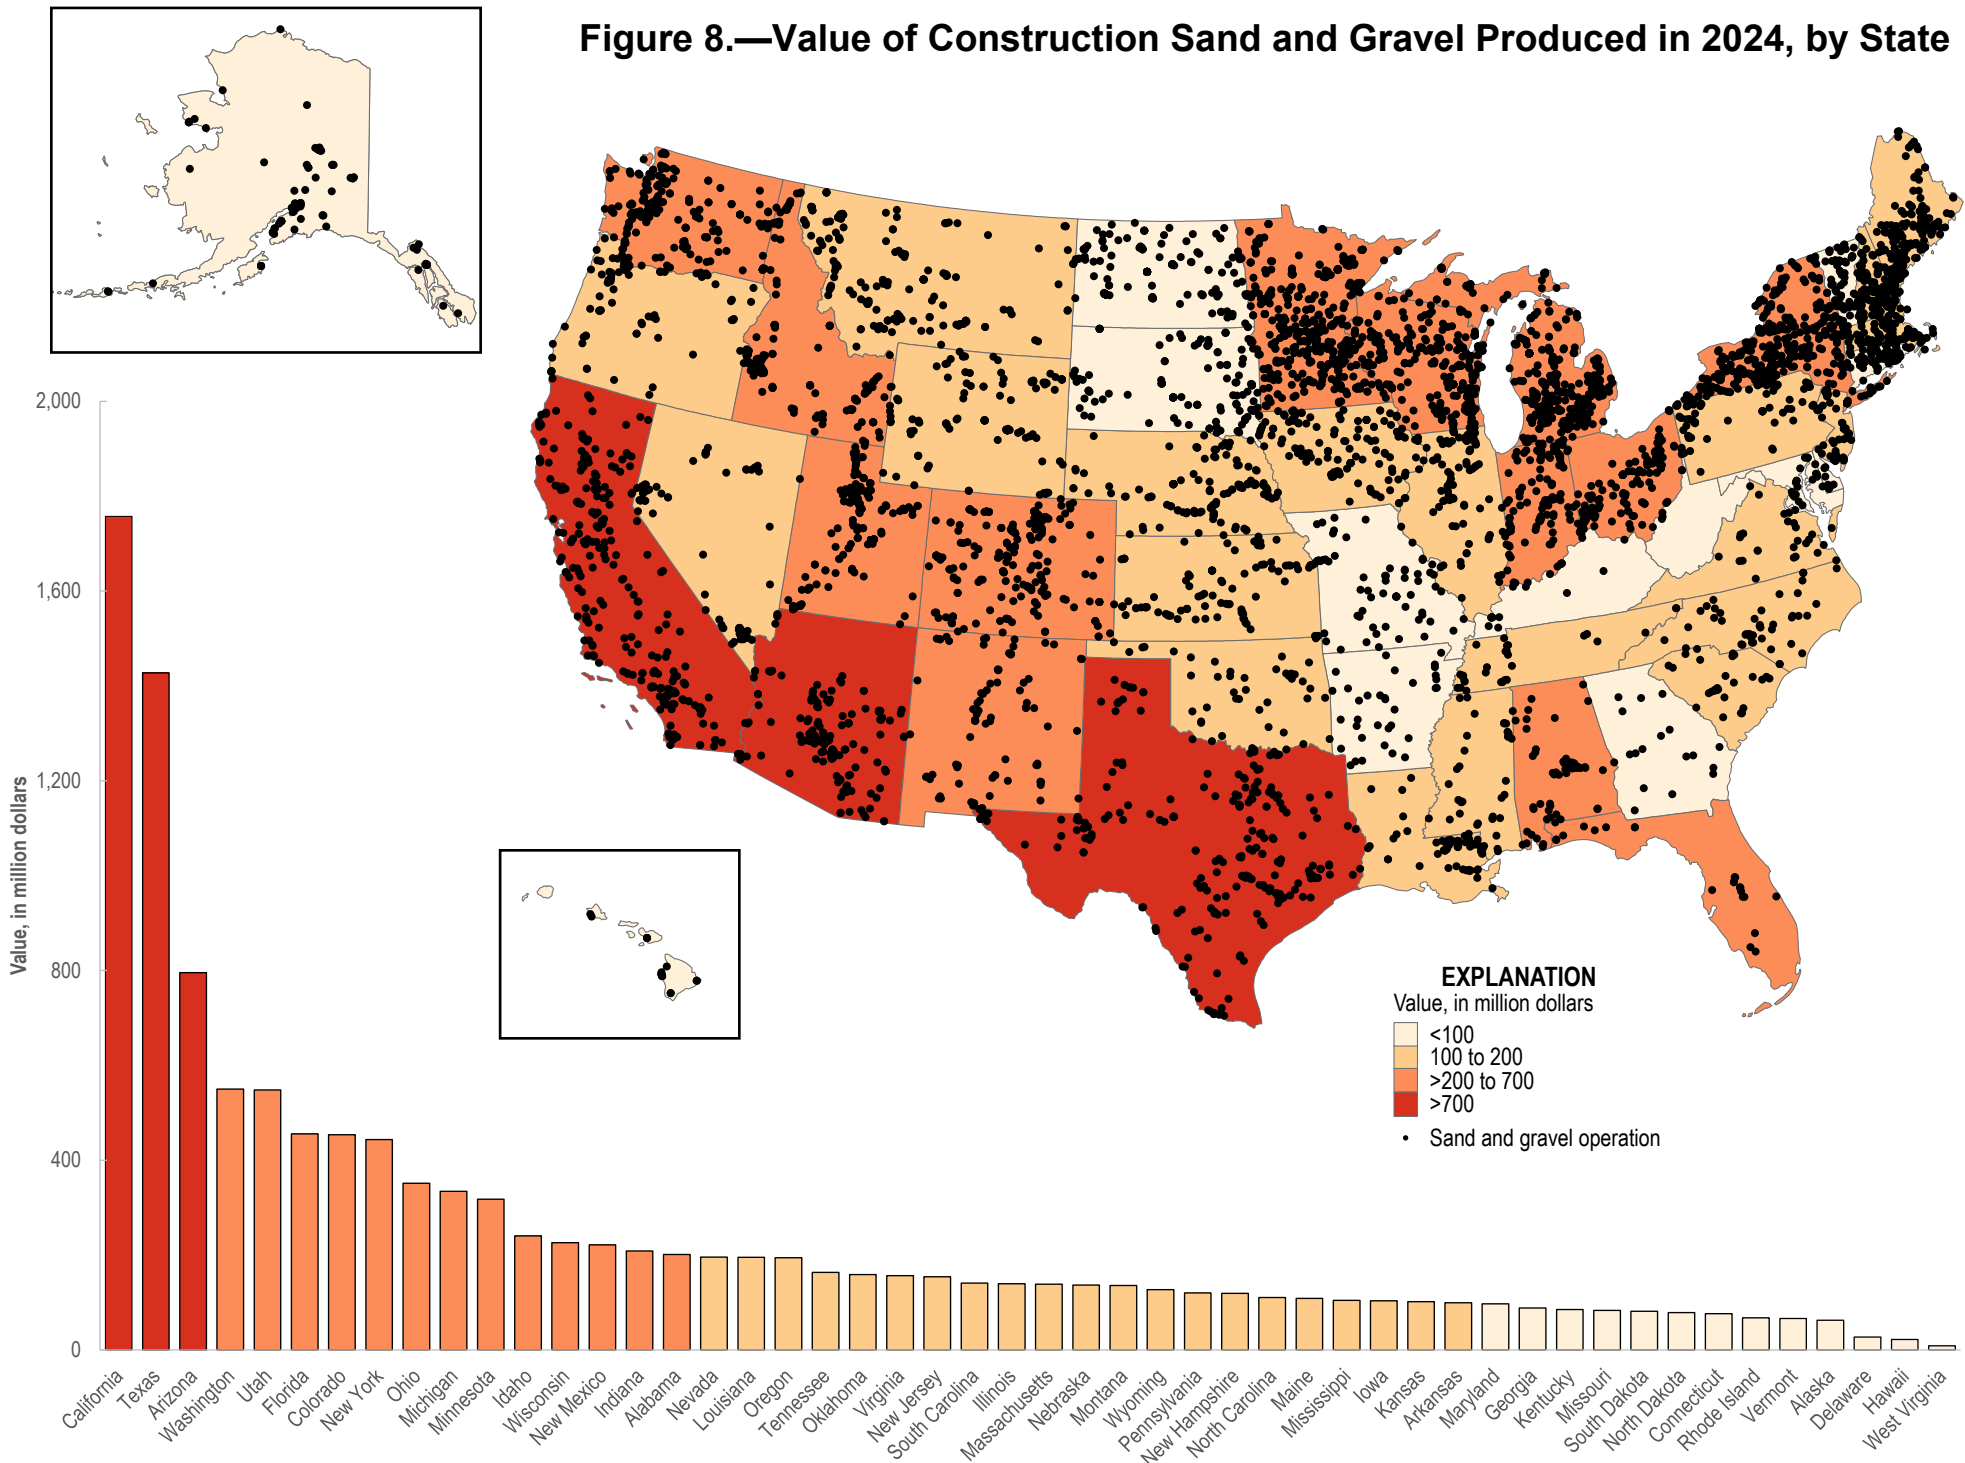 Figure 8.—Value of Construction Sand and Gravel Produced in 2024, by State
2,000
1,600
1,200
800
400
0
Value, in million dollars
EXPLANATION
Value, in million dollars
<100
100 to 200
>200 to 700
>700
Sand and gravel operation
California
Texas
Arizona
Washington
Utah
Florida
Colorado
New York
Ohio
Michigan
Minnesota
Idaho
Wisconsin
New Mexico
Indiana
Alabama
Nevada
Louisiana
Oregon
Tennessee
Oklahoma
Virginia
New Jersey
South Carolina
Illinois
Massachusetts
Nebraska
Montana
Wyoming
Pennsylvania
New Hampshire
North Carolina
Maine
Mississippi
Iowa
Kansas
Arkansas
Maryland
Georgia
Kentucky
Missouri
South Dakota
North Dakota
Connecticut
Rhode Island
Vermont
Alaska
Delaware
Hawaii
West Virginia